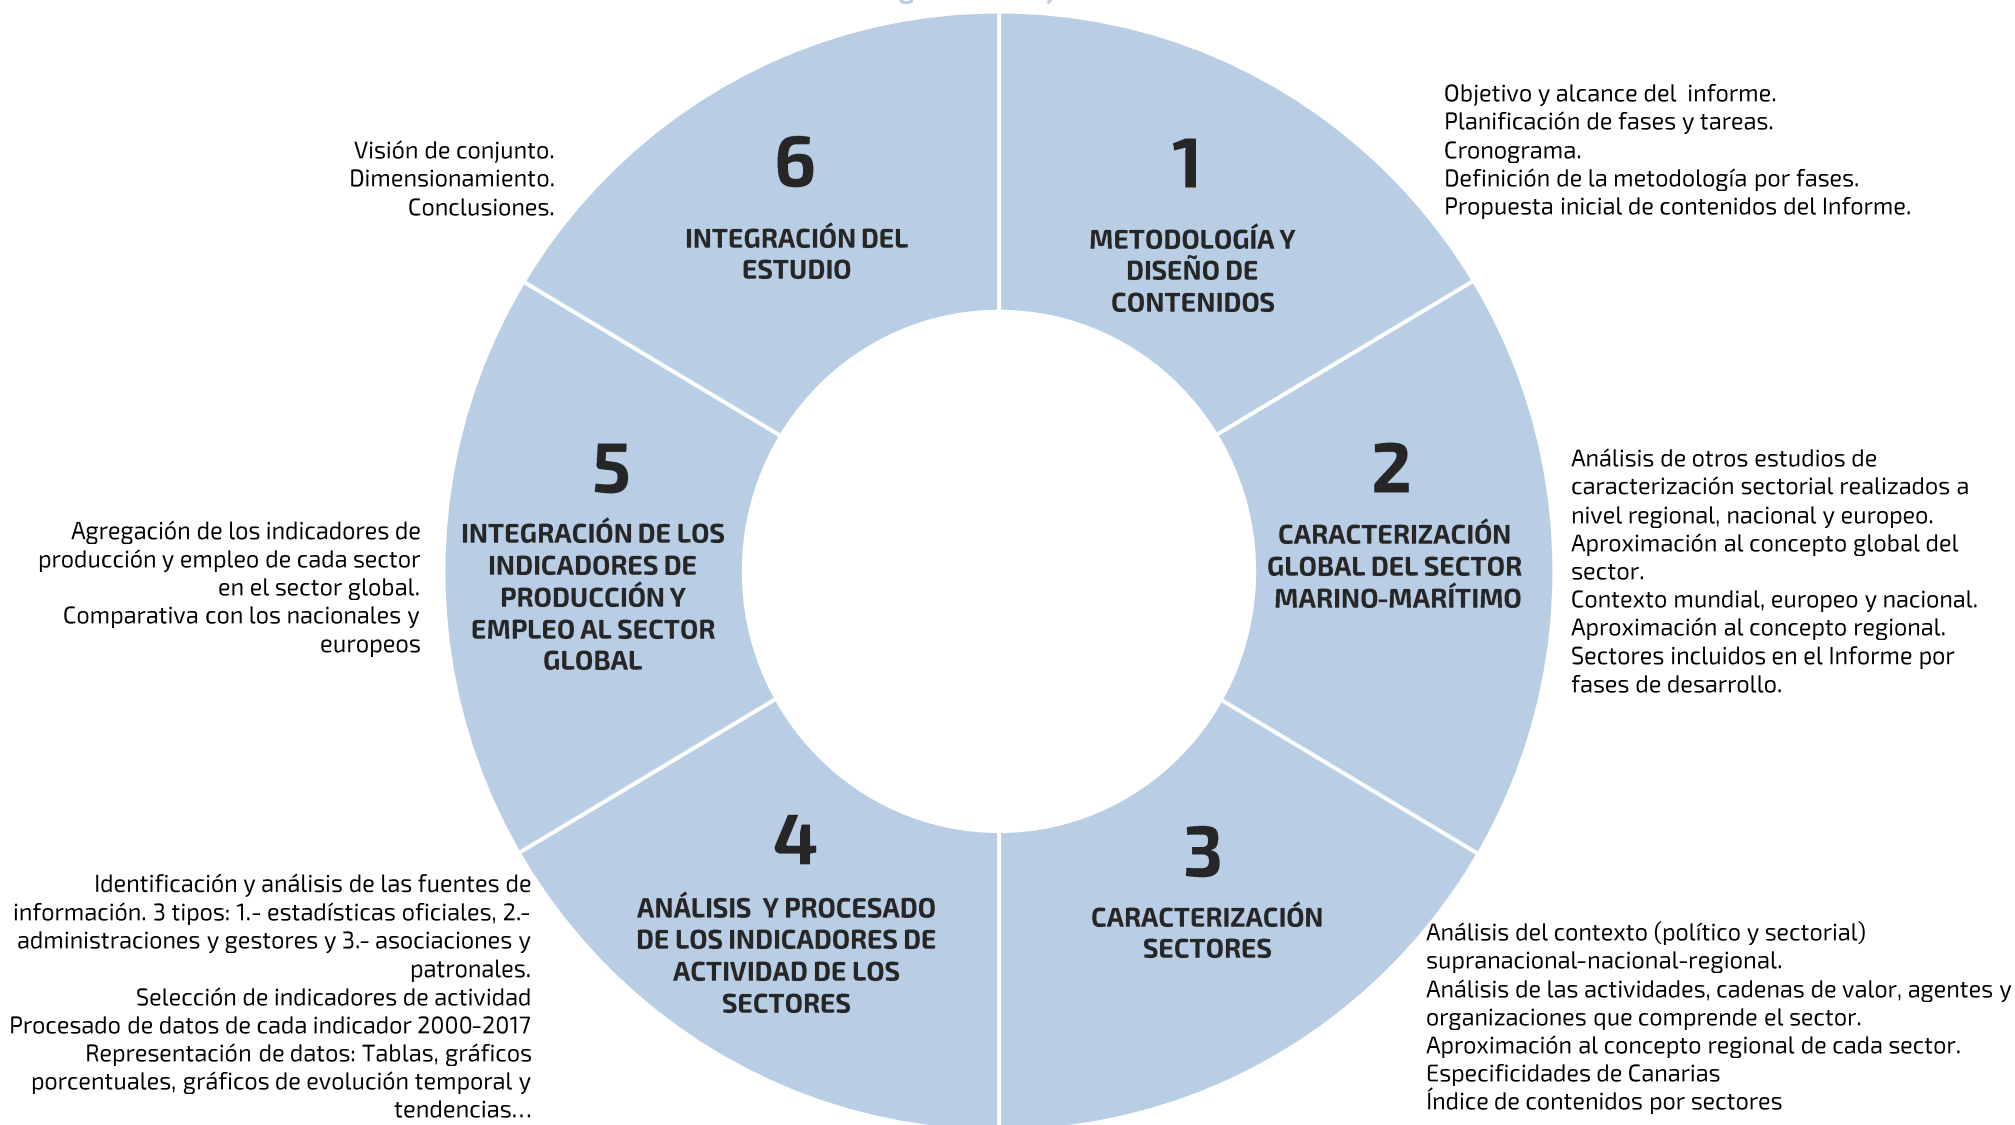 1
METODOLOGÍA Y
DISEÑO DE
CONTENIDOS
Objetivo y alcance del informe.
Planificación de fases y tareas.
Cronograma.
Definición de la metodología por fases.
Propuesta inicial de contenidos del Informe.
2
CARACTERIZACIÓN
GLOBAL DEL SECTOR
MARINO-MARÍTIMO
Análisis de otros estudios de
caracterización sectorial realizados a
nivel regional, nacional y europeo.
Aproximación al concepto global del
sector.
Contexto mundial, europeo y nacional.
Aproximación al concepto regional.
Sectores incluidos en el Informe por
fases de desarrollo.
3
CARACTERIZACIÓN
SECTORES
Análisis del contexto (político y sectorial)
supranacional-nacional-regional.
Análisis de las actividades, cadenas de valor, agentes y
organizaciones que comprende el sector.
Aproximación al concepto regional de cada sector.
Especificidades de Canarias
Índice de contenidos por sectores
4
ANÁLISIS Y PROCESADO
DE LOS INDICADORES DE
ACTIVIDAD DE LOS
SECTORES
Identificación y análisis de las fuentes de
información. 3 tipos: 1.- estadísticas oficiales, 2.-
administraciones y gestores y 3.- asociaciones y
patronales.
Selección de indicadores de actividad
Procesado de datos de cada indicador 2000-2017
Representación de datos: Tablas, gráficos
porcentuales, gráficos de evolución temporal y
tendencias…
5
INTEGRACIÓN DE LOS
INDICADORES DE
PRODUCCIÓN Y
EMPLEO AL SECTOR
GLOBAL
Agregación de los indicadores de
producción y empleo de cada sector
en el sector global.
Comparativa con los nacionales y
europeos
6
INTEGRACIÓN DEL
ESTUDIO
Visión de conjunto.
Dimensionamiento.
Conclusiones.